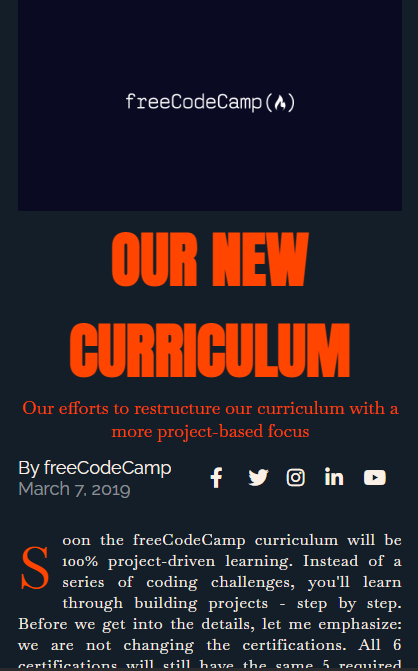 freeCodeCamp(🔥)
OUR NEW
CURRICULUM
Our efforts to restructure our curriculum with a
more project-based focus
By freeCodeCamp
March 7, 2019
Soon the freeCodeCamp curriculum will be
100% project-driven learning. Instead of a
series of coding challenges, you'll learn
through building projects - step by step.
Before we get into the details, let me emphasize:
we are not changing the certifications. All 6
certifications will still have the same 5 required